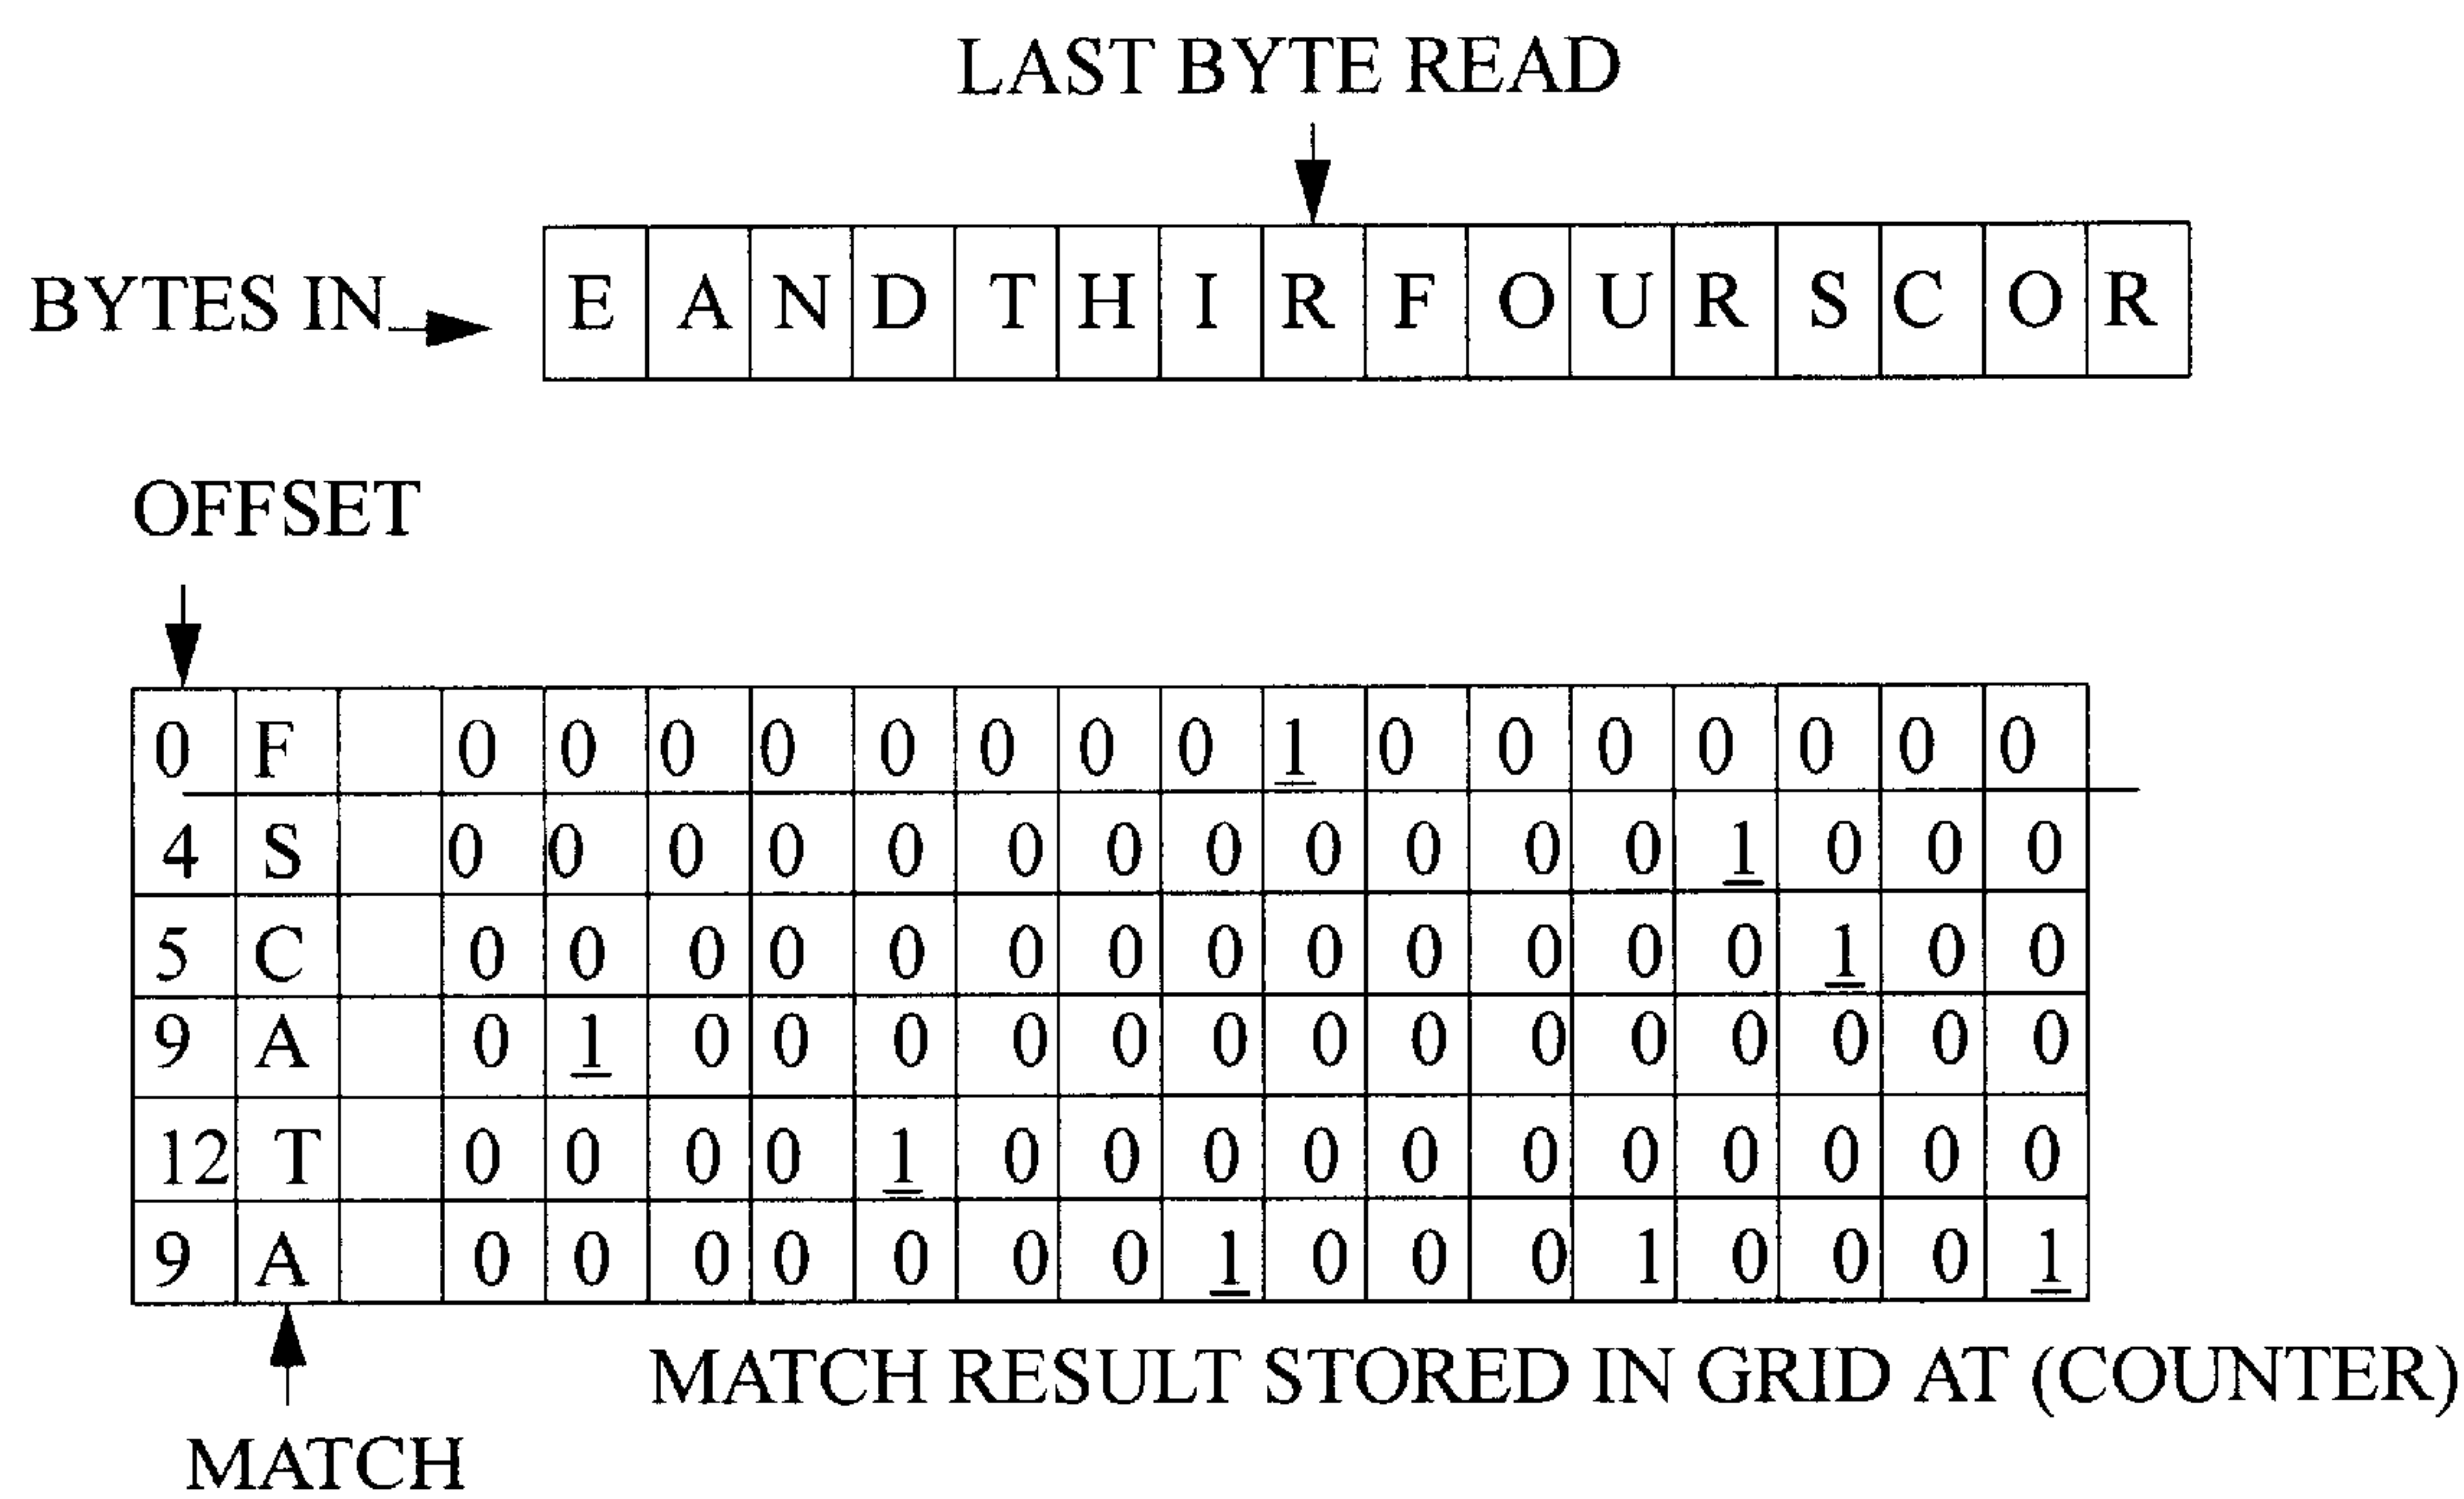 LAST BYTE READ
BYTES IN E A N D T H I R F O U R S C O R
OFFSET
0 F 0 0 0 0 0 0 0 0 1 0 0 0 0 0 0 0
4 S 0 0 0 0 0 0 0 0 0 0 0 0 1 0 0 0
5 C 0 0 0 0 0 0 0 0 0 0 0 0 0 1 0 0
9 A 0 1 0 0 0 0 0 0 0 0 0 0 0 0 0 0
12 T 0 0 0 0 1 0 0 0 0 0 0 0 0 0 0 0
9 A 0 0 0 0 0 0 0 1 0 0 0 1 0 0 0 1
MATCH RESULT STORED IN GRID AT (COUNTER)
MATCH